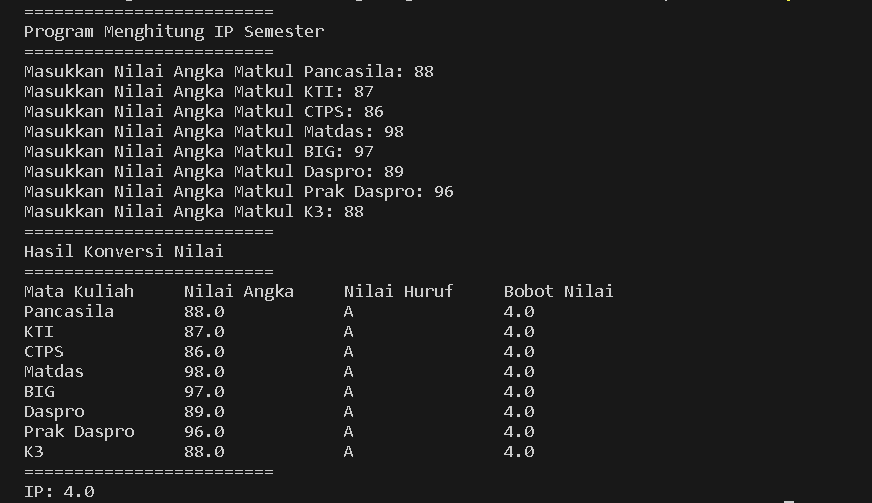 =========================
Program Menghitung IP Semester
=========================
Masukkan Nilai Angka Matkul Pancasila: 88
Masukkan Nilai Angka Matkul KTI: 87
Masukkan Nilai Angka Matkul CTPS: 86
Masukkan Nilai Angka Matkul Matdas: 98
Masukkan Nilai Angka Matkul BIG: 97
Masukkan Nilai Angka Matkul Daspro: 89
Masukkan Nilai Angka Matkul Prak Daspro: 96
Masukkan Nilai Angka Matkul K3: 88
=========================
Hasil Konversi Nilai
=========================
Mata Kuliah     Nilai Angka     Nilai Huruf     Bobot Nilai
Pancasila       88.0            A               4.0
KTI             87.0            A               4.0
CTPS            86.0            A               4.0
Matdas          98.0            A               4.0
BIG             97.0            A               4.0
Daspro          89.0            A               4.0
Prak Daspro     96.0            A               4.0
K3              88.0            A               4.0
=========================
IP: 4.0